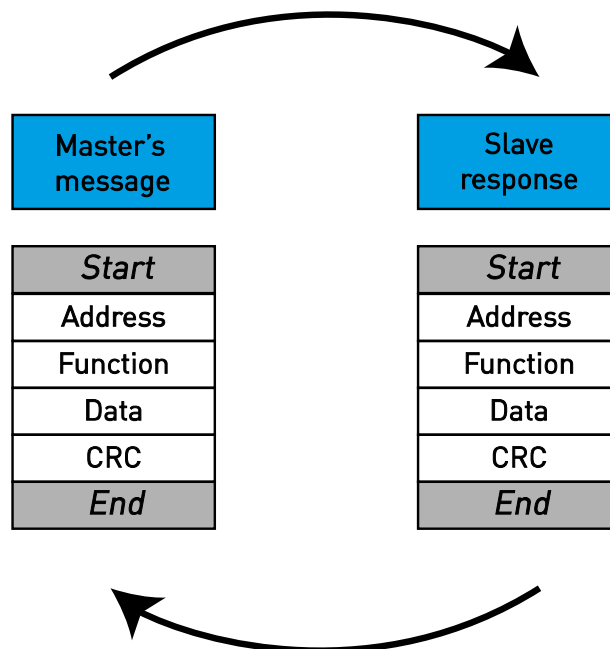 Master's
message
Start
Address
Function
Data
CRC
End
Slave
response
Start
Address
Function
Data
CRC
End